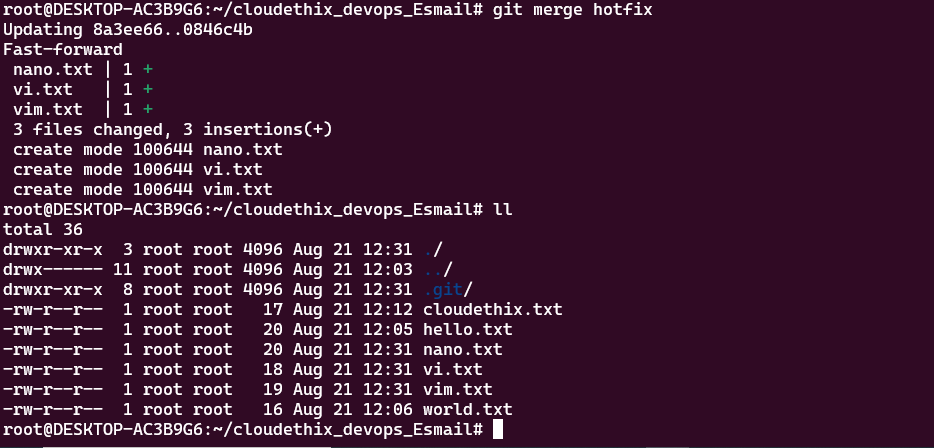 root@DESKTOP-AC3B9G6:~/cloudethix_devops_Esmail# git merge hotfix
Updating 8a3ee66..0846c4b
Fast-forward
 nano.txt | 1 +
 vi.txt   | 1 +
 vim.txt  | 1 +
 3 files changed, 3 insertions(+)
 create mode 100644 nano.txt
 create mode 100644 vi.txt
 create mode 100644 vim.txt
root@DESKTOP-AC3B9G6:~/cloudethix_devops_Esmail# ll
total 36
drwxr-xr-x  3 root root 4096 Aug 21 12:31 ./
drwx------ 11 root root 4096 Aug 21 12:03 ../
drwxr-xr-x  8 root root 4096 Aug 21 12:31 .git/
-rw-r--r--  1 root root   17 Aug 21 12:12 cloudethix.txt
-rw-r--r--  1 root root   20 Aug 21 12:05 hello.txt
-rw-r--r--  1 root root   20 Aug 21 12:31 nano.txt
-rw-r--r--  1 root root   18 Aug 21 12:31 vi.txt
-rw-r--r--  1 root root   19 Aug 21 12:31 vim.txt
-rw-r--r--  1 root root   16 Aug 21 12:06 world.txt
root@DESKTOP-AC3B9G6:~/cloudethix_devops_Esmail#